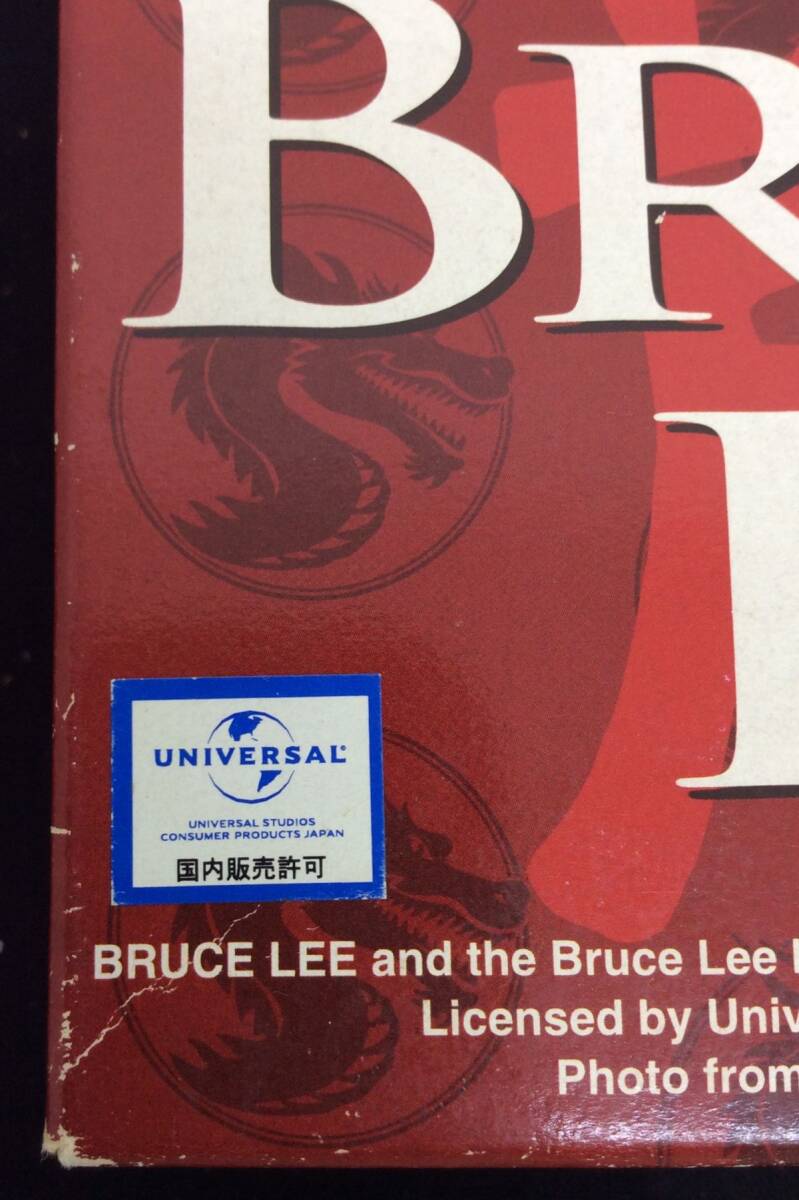 BR
UNIVERSAL
UNIVERSAL STUDIOS
CONSUMER PRODUCTS JAPAN
国内販売許可
BRUCE LEE and the Bruce Lee
Licensed by Univ
Photo from